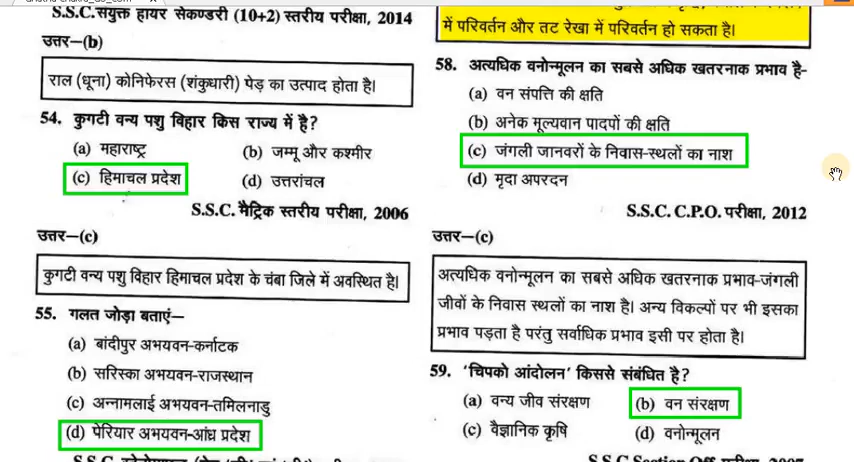 S.S.C. संयुक्त हायर सेकण्डरी (10+2) स्तरीय परीक्षा, 2014
उत्तर—(b)
राल (धूना) कोनिफेरस (शंकुधारी) पेड़ का उत्पाद होता है।
54. कुगटी वन्य पशु विहार किस राज्य में है?
(a) महाराष्ट्र (b) जम्मू और कश्मीर
(c) हिमाचल प्रदेश (d) उत्तरांचल
S.S.C. मैट्रिक स्तरीय परीक्षा, 2006
उत्तर—(c)
कुगटी वन्य पशु विहार हिमाचल प्रदेश के चंबा जिले में अवस्थित है।
55. गलत जोड़ा बताएं—
(a) बांदीपुर अभयवन-कर्नाटक
(b) सरिस्का अभयवन-राजस्थान
(c) अन्नामलाई अभयवन-तमिलनाडु
(d) पेरियार अभयवन-आंध्र प्रदेश
में परिवर्तन और तट रेखा में परिवर्तन हो सकता है।
58. अत्यधिक वनोन्मूलन का सबसे अधिक खतरनाक प्रभाव है-
(a) वन संपत्ति की क्षति
(b) अनेक मूल्यवान पादपों की क्षति
(c) जंगली जानवरों के निवास-स्थलों का नाश
(d) मृदा अपरदन
S.S.C. C.P.O. परीक्षा, 2012
उत्तर—(c)
अत्यधिक वनोन्मूलन का सबसे अधिक खतरनाक प्रभाव-जंगली
जीवों के निवास स्थलों का नाश है। अन्य विकल्पों पर भी इसका
प्रभाव पड़ता है परंतु सर्वाधिक प्रभाव इसी पर होता है।
59. 'चिपको आंदोलन' किससे संबंधित है?
(a) वन्य जीव संरक्षण (b) वन संरक्षण
(c) वैज्ञानिक कृषि (d) वनोन्मूलन